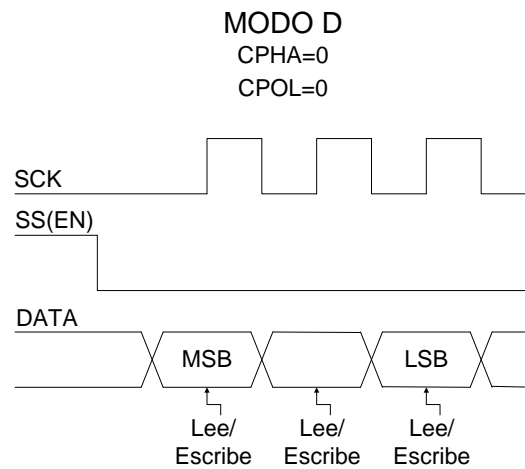 MODO D
CPHA=0
CPOL=0
SCK
SS(EN)
DATA
MSB
LSB
Lee/
Escribe
Lee/
Escribe
Lee/
Escribe